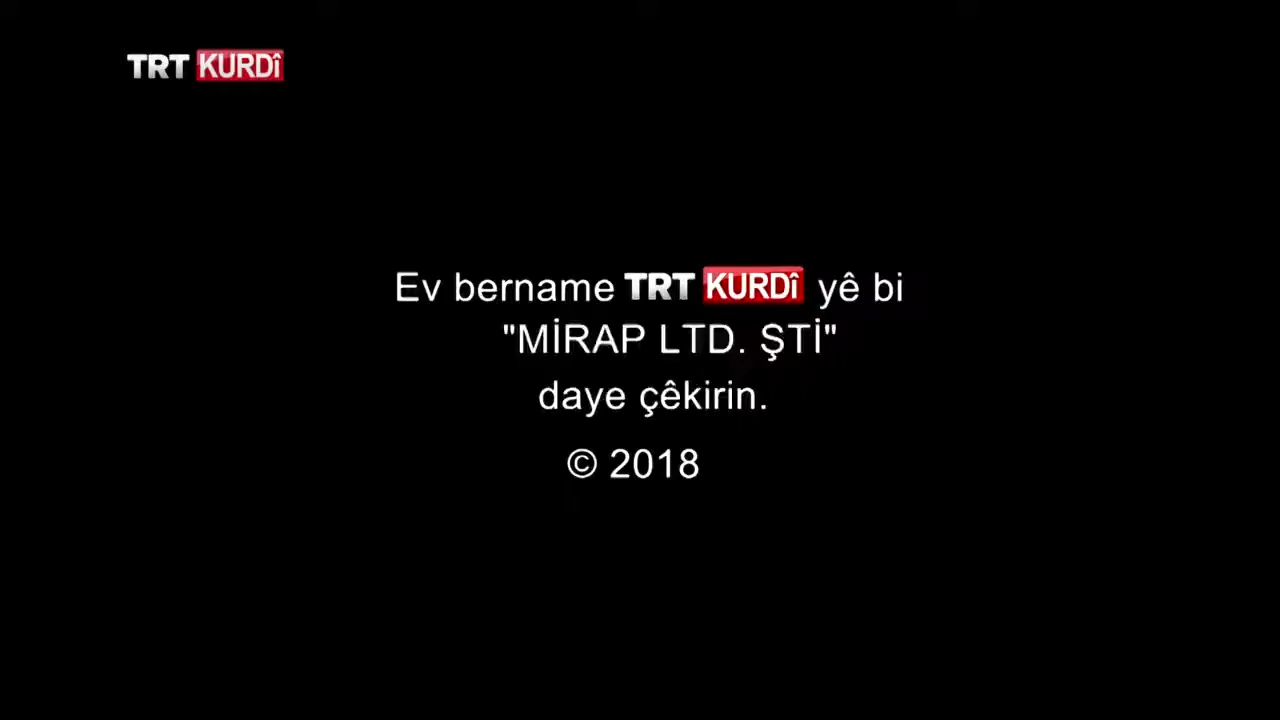 TRT KURDî
Ev bername TRT KURDî yê bi
"MİRAP LTD. ŞTİ"
daye çêkirin.
© 2018